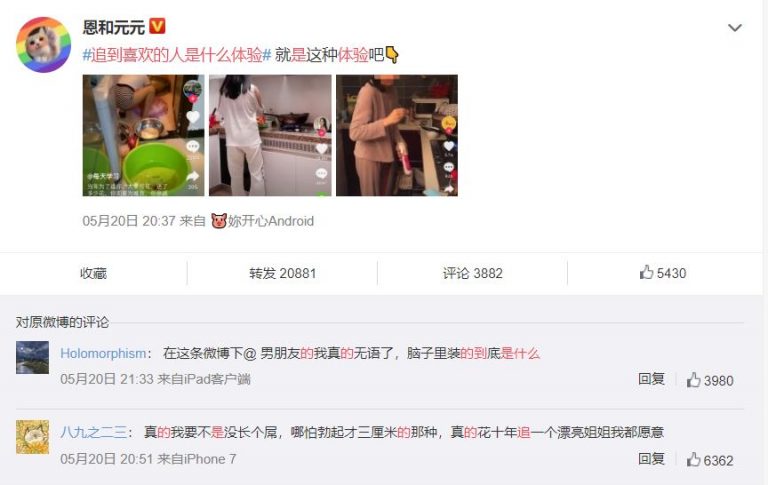 恩和元元
#追到喜欢的人是什么体验# 就是这种体验吧
@每天学习
05月20日 20:37 来自 妳开心Android
收藏
转发 20881
评论 3882
5430
对原微博的评论
Holomorphism： 在这条微博下@ 男朋友的我真的无语了，脑子里装的到底是什么
05月20日 21:33 来自iPad客户端
回复
3980
八九之二三： 真的我要不是没长个屌，哪怕勃起才三厘米的那种，真的花十年追一个漂亮姐姐我都愿意
05月20日 20:51 来自iPhone 7
回复
6362